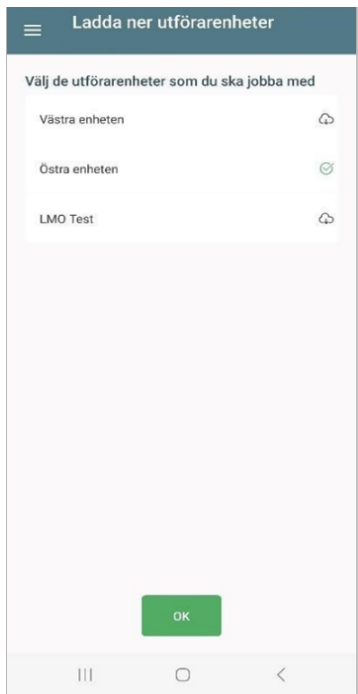 Ladda ner utförarenheter
Välj de utförarenheter som du ska jobba med
Västra enheten
Östra enheten
LMO Test
OK